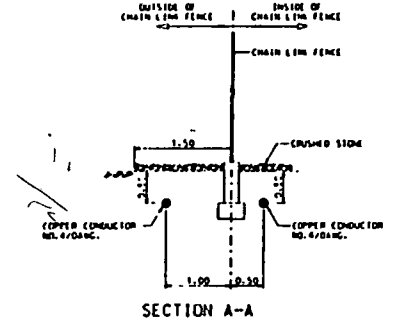 OUTSIDE OF
CHAIN LINK FENCE
INSIDE OF
CHAIN LINK FENCE
CHAIN LINK FENCE
1.50
CRUSHED STONE
COPPER CONDUCTOR
NO.4/0AWG.
COPPER CONDUCTOR
NO.4/0AWG.
1.00
0.50
SECTION A-A